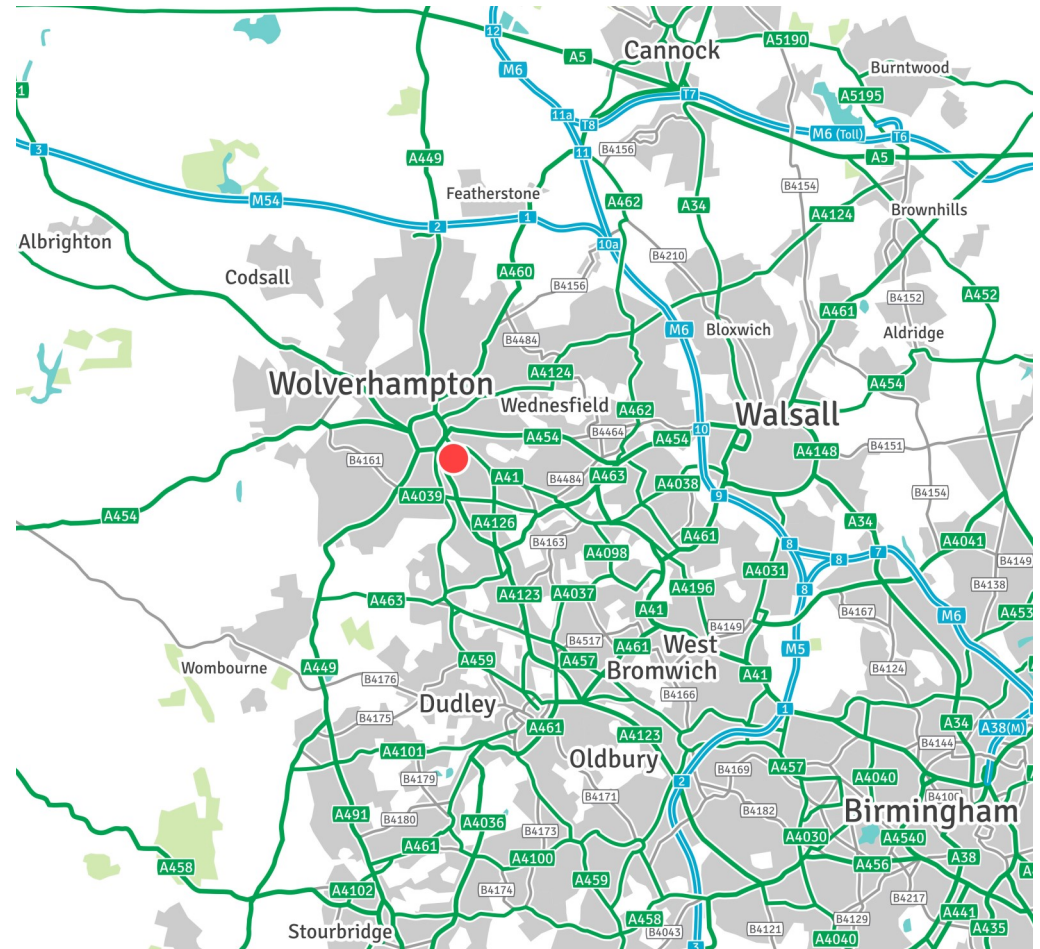 12
Cannock
A5190
A5
M6
Burntwood
A5195
T7
11a
T8
M6 (Toll)
T6
3
A449
11
B4156
A5
B4154
Featherstone
M54
A462
A34
A4124
Brownhills
2
1
10a
Albrighton
B4210
Codsall
A460
B4156
B4152
A452
A461
M6
Bloxwich
Aldridge
B4484
A4124
Wolverhampton
A454
Wednesfield
A462
Walsall
10
A454
B4464
A454
B4151
B4161
A4148
A41
B4484
A463
A4038
A4039
9
B4154
A454
A4126
A34
A461
B4163
A4098
8
8
7
A4041
B4149
A4031
B4138
A4123
A4037
A4196
8
A463
A41
B4167
A453
M6
B4149
B4517
A461
West
Bromwich
M5
Wombourne
A449
A459
A457
B4124
B4176
A41
Dudley
B4166
B4175
1
A34
A461
A4123
A38(M)
B4144
A4101
Oldbury
B4169
A457
B4179
2
A4040
B4171
B4182
Birmingham
A491
B4180
A4036
B4173
A4030
A4540
A461
A4100
A456
A38
A458
A459
A4102
B4174
B4217
A458
A441
B4129
Stourbridge
B4043
B4121
A4040
A435
3